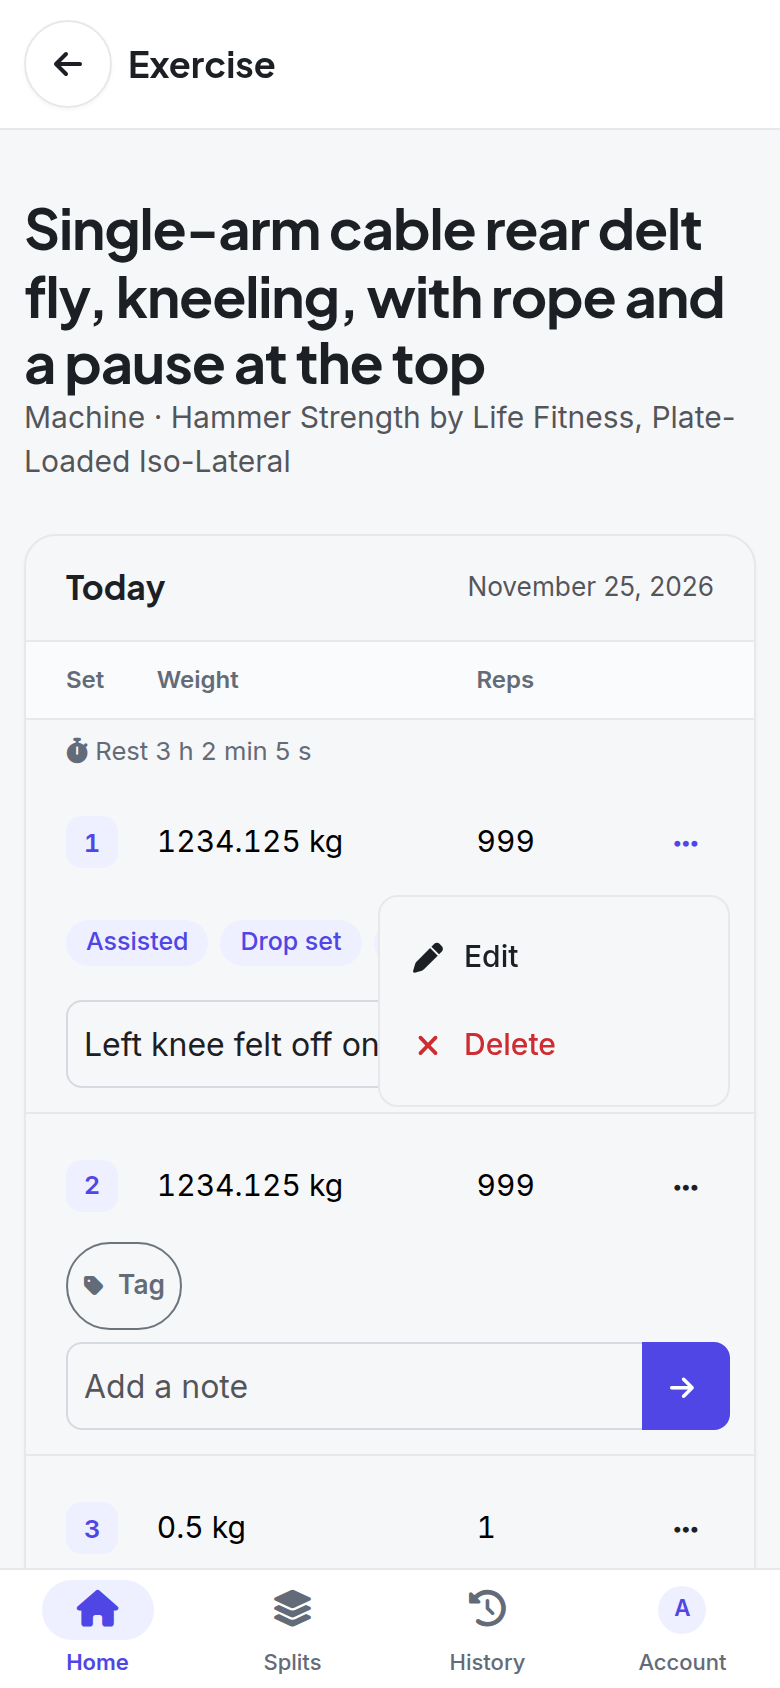 Exercise
Single-arm cable rear delt
fly, kneeling, with rope and
a pause at the top
Machine · Hammer Strength by Life Fitness, Plate-
Loaded Iso-Lateral
Today November 25, 2026
Set Weight Reps
Rest 3 h 2 min 5 s
1 1234.125 kg 999
Assisted Drop set
Edit
Left knee felt off on
Delete
2 1234.125 kg 999
Tag
Add a note
3 0.5 kg 1
A
Home Splits History Account